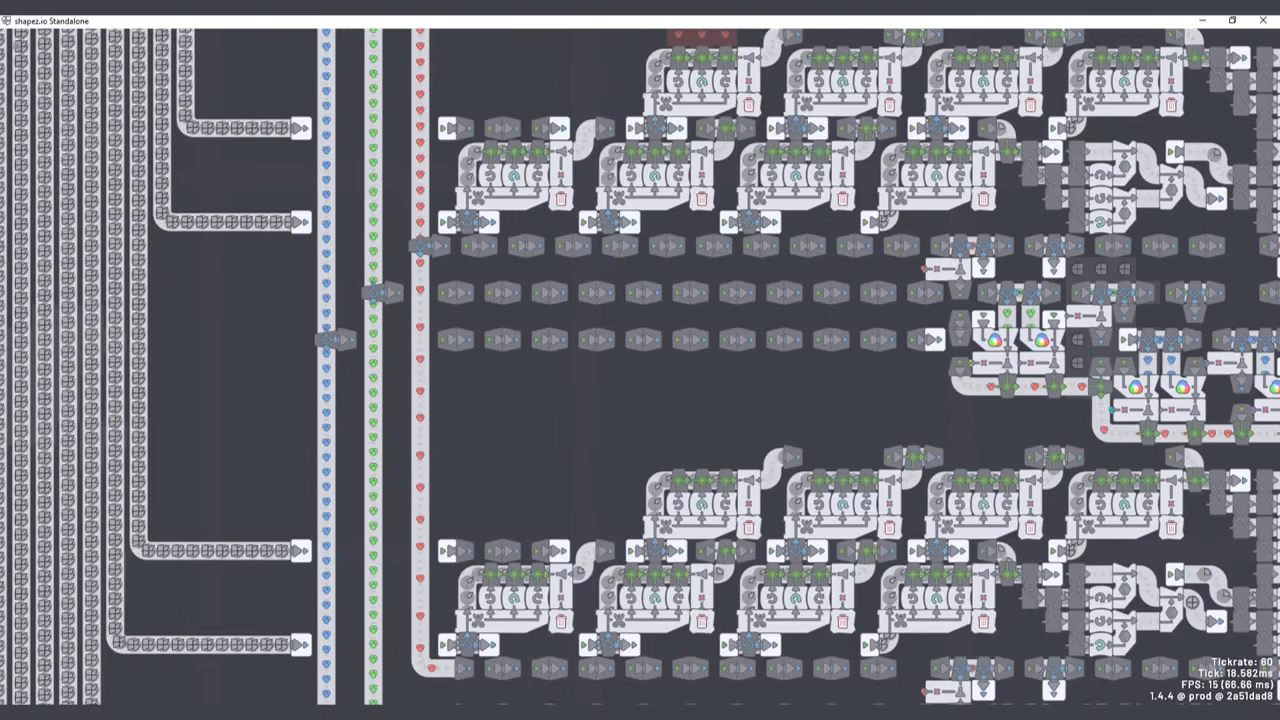 shapez.io Standalone
Tickrate: 60
Tick: 18.582ms
FPS: 15 (66.66 ms)
1.4.4 @ prod @ 2a51dad8